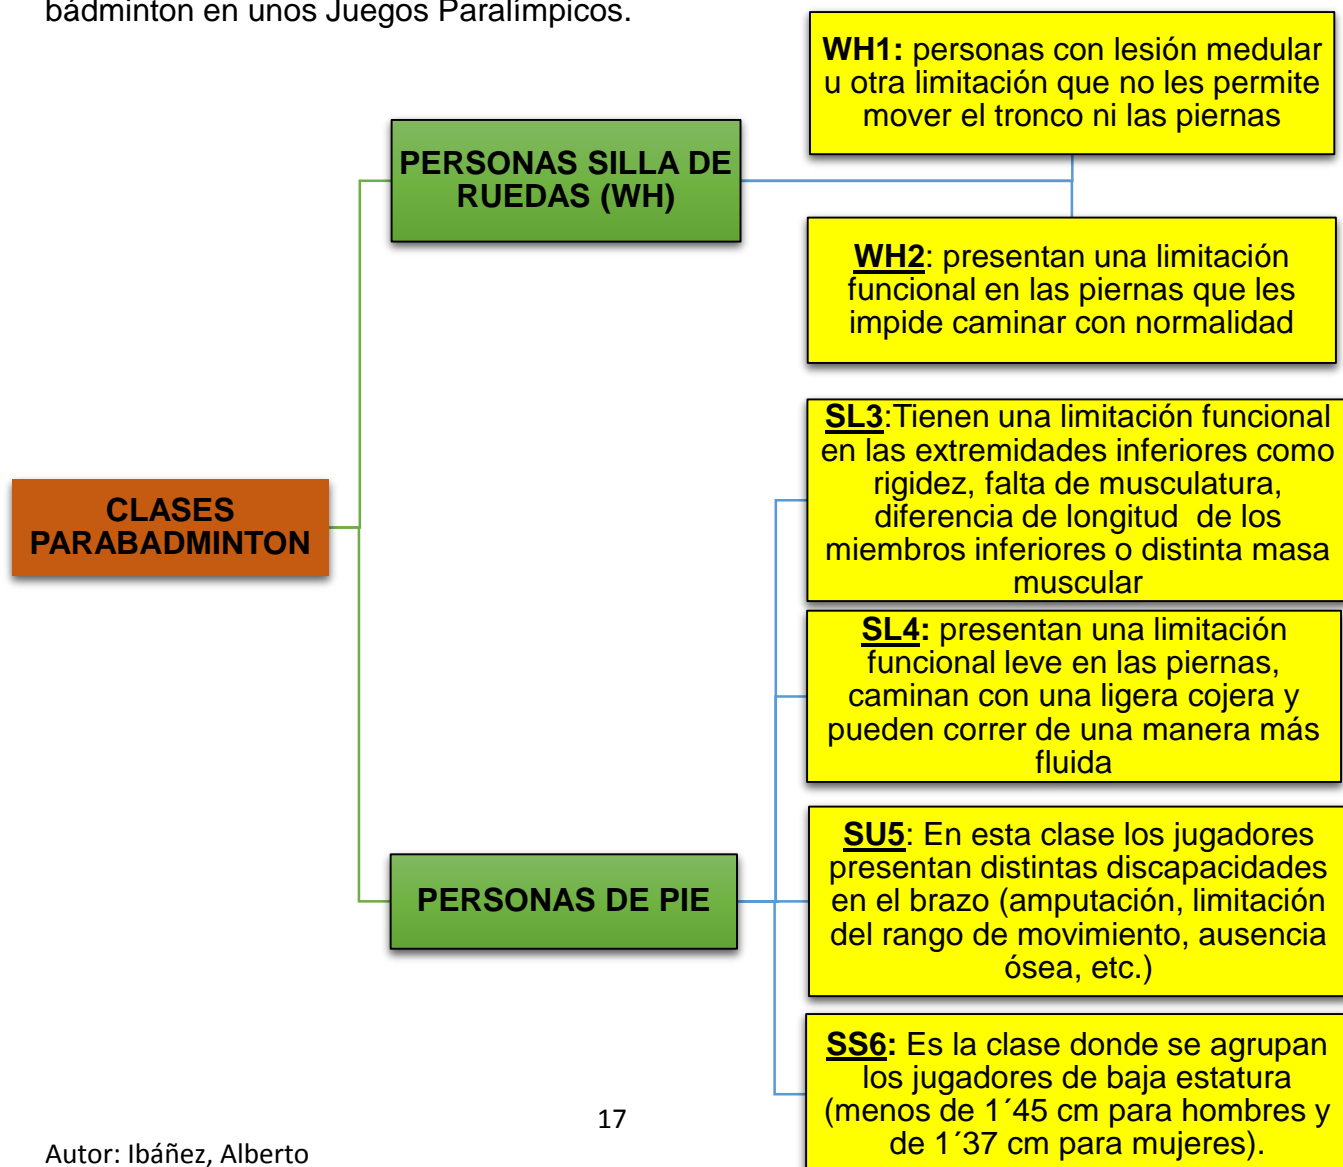 bádminton en unos Juegos Paralímpicos.
WH1: personas con lesión medular
u otra limitación que no les permite
mover el tronco ni las piernas
PERSONAS SILLA DE
RUEDAS (WH)
WH2: presentan una limitación
funcional en las piernas que les
impide caminar con normalidad
SL3:Tienen una limitación funcional
en las extremidades inferiores como
rigidez, falta de musculatura,
diferencia de longitud de los
miembros inferiores o distinta masa
muscular
CLASES
PARABADMINTON
SL4: presentan una limitación
funcional leve en las piernas,
caminan con una ligera cojera y
pueden correr de una manera más
fluida
PERSONAS DE PIE
SU5: En esta clase los jugadores
presentan distintas discapacidades
en el brazo (amputación, limitación
del rango de movimiento, ausencia
ósea, etc.)
SS6: Es la clase donde se agrupan
los jugadores de baja estatura
(menos de 1´45 cm para hombres y
de 1´37 cm para mujeres).
17
Autor: Ibáñez, Alberto